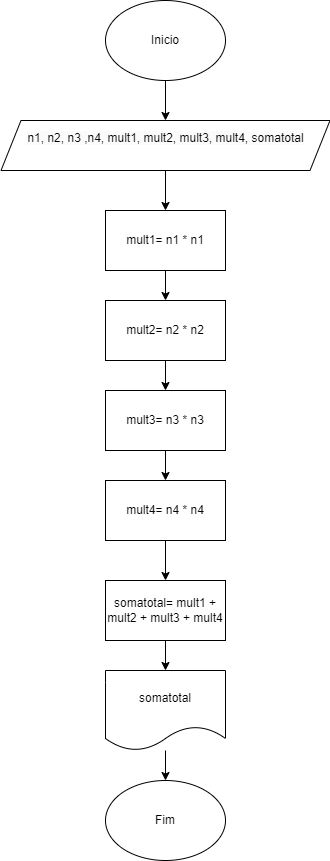 Inicio
n1, n2, n3 ,n4, mult1, mult2, mult3, mult4, somatotal
mult1= n1 * n1
mult2= n2 * n2
mult3= n3 * n3
mult4= n4 * n4
somatotal= mult1 +
mult2 + mult3 + mult4
somatotal
Fim